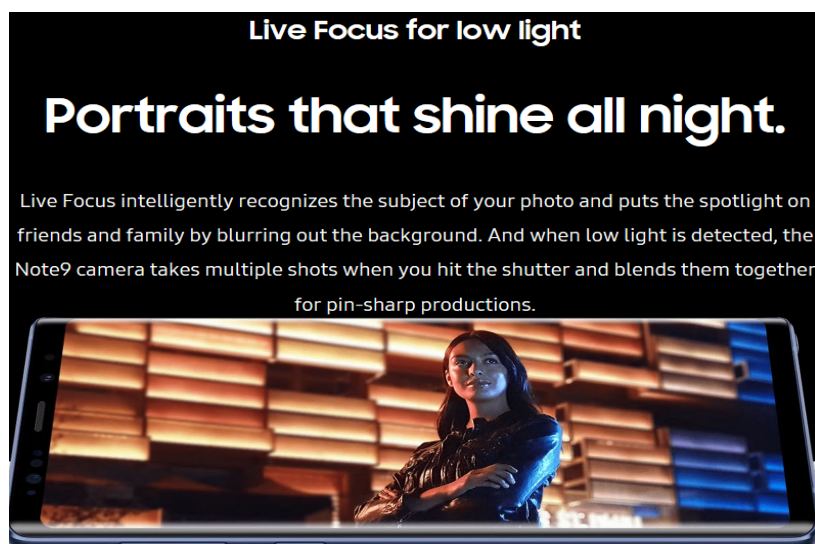 Live Focus for low light
Portraits that shine all night.
Live Focus intelligently recognizes the subject of your photo and puts the spotlight on
friends and family by blurring out the background. And when low light is detected, the
Note9 camera takes multiple shots when you hit the shutter and blends them together
for pin-sharp productions.